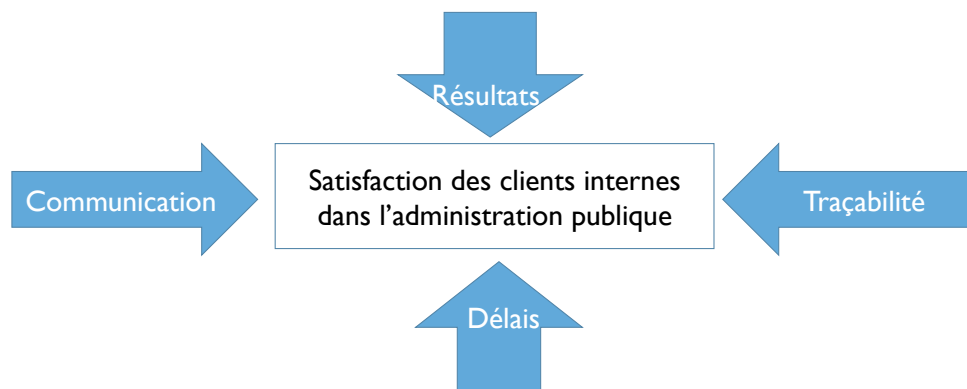 Résultats
Communication
Satisfaction des clients internes
dans l’administration publique
Traçabilité
Délais